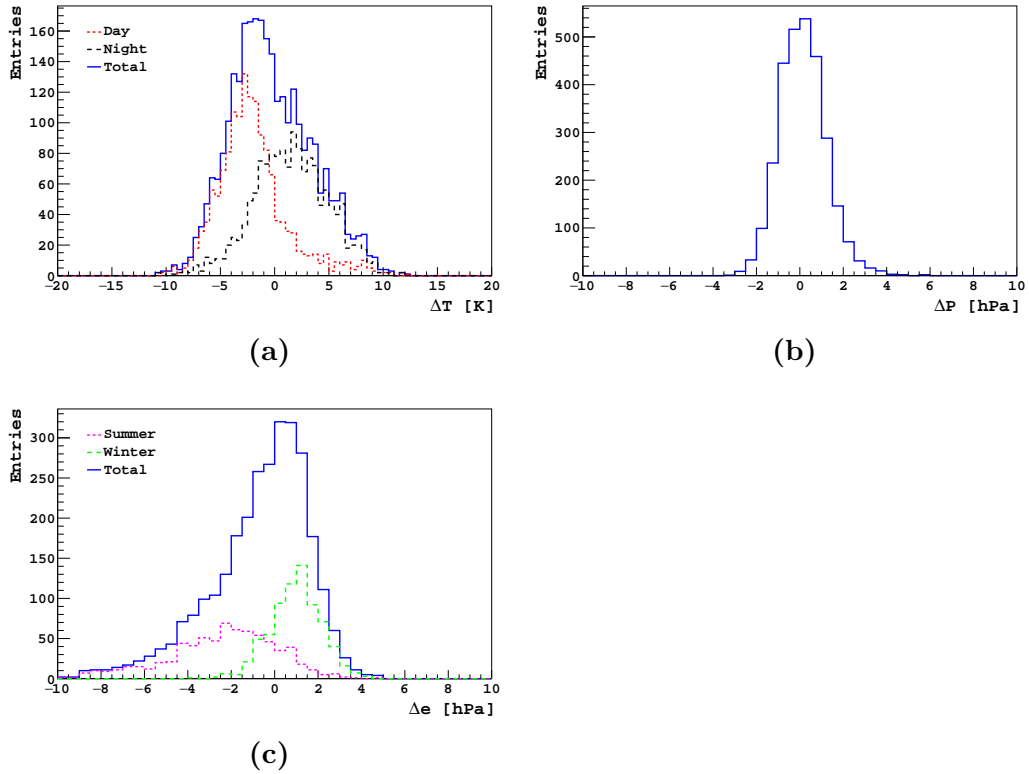 Entries
160
140
120
100
80
60
40
20
0
Day
Night
Total
−20 −15 −10 −5 0 5 10 15 20
ΔT [K]
(a)
Entries
500
400
300
200
100
0
−10 −8 −6 −4 −2 0 2 4 6 8 10
ΔP [hPa]
(b)
Entries
300
250
200
150
100
50
0
Summer
Winter
Total
−10 −8 −6 −4 −2 0 2 4 6 8 10
Δe [hPa]
(c)